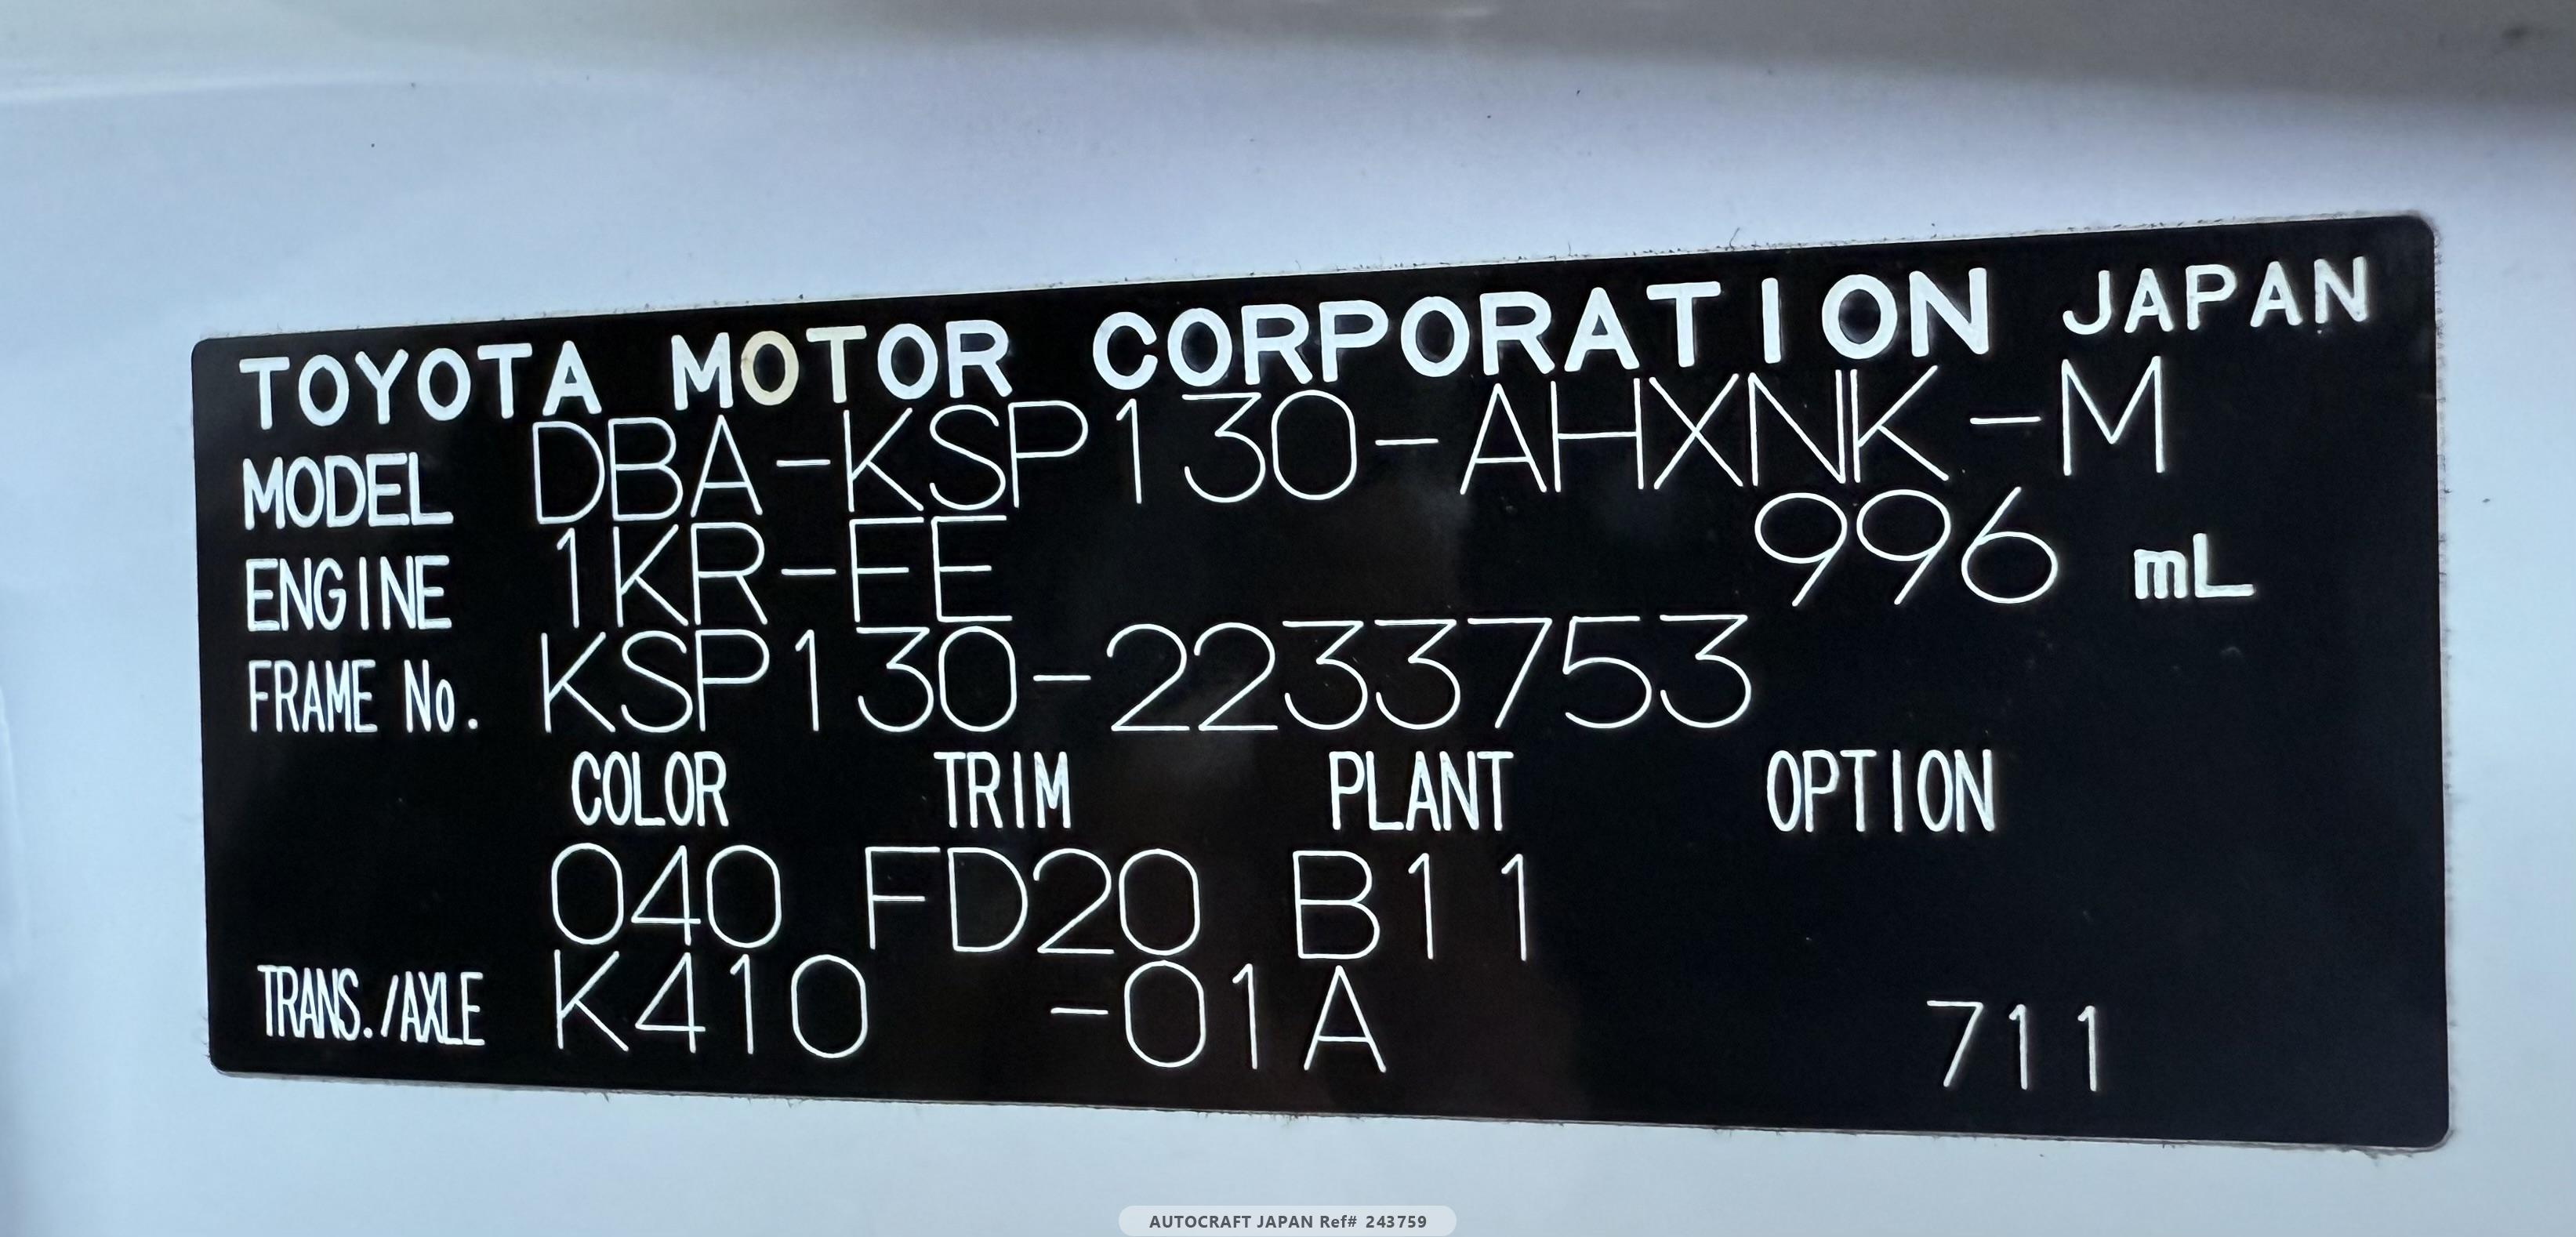 TOYOTA MOTOR CORPORATION JAPAN
MODEL DBA-KSP130-AHXNK-M
ENGINE 1KR-FE 996 mL
FRAME No. KSP130-2233753
COLOR TRIM PLANT OPTION
040 FD20 B11
TRANS./AXLE K410 -01A 711
AUTOCRAFT JAPAN Ref# 243759